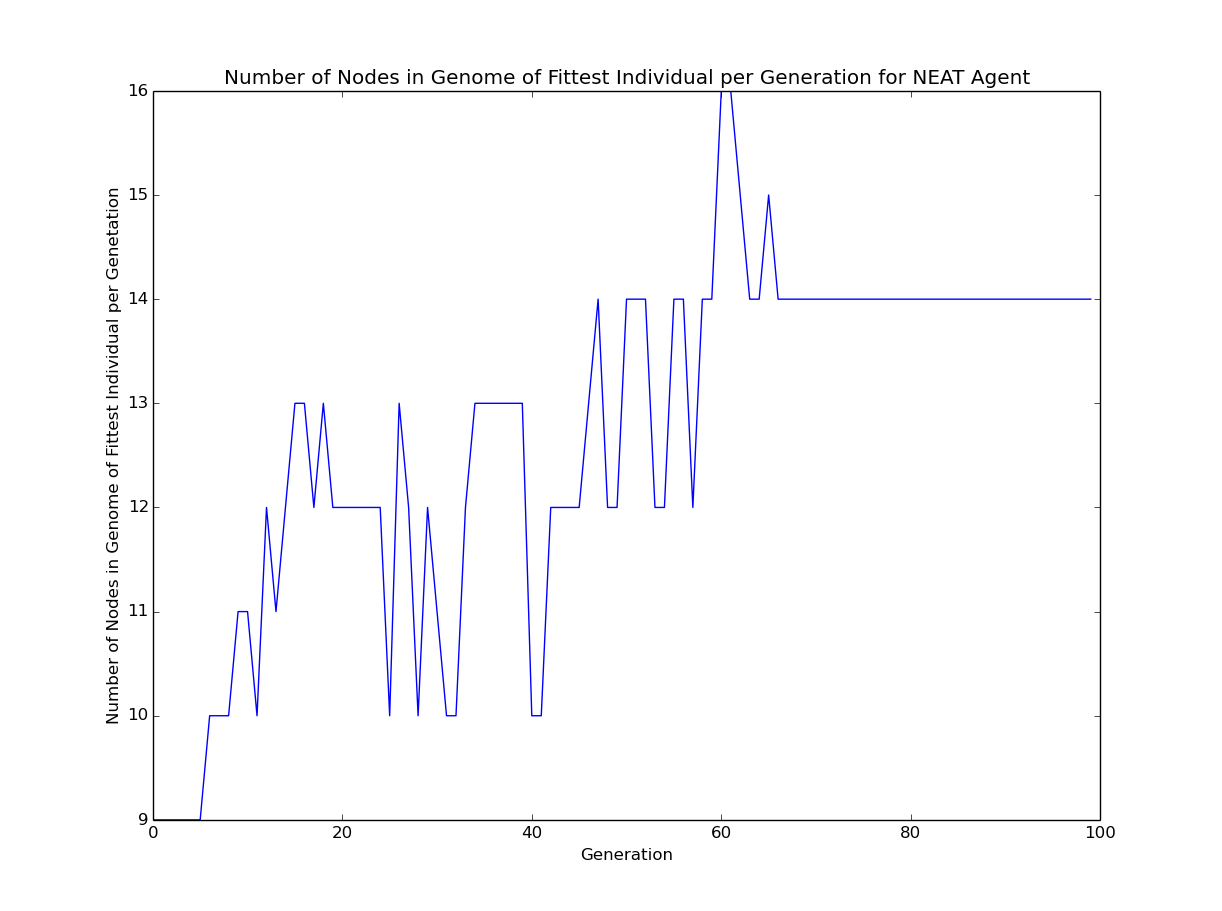 Number of Nodes in Genome of Fittest Individual per Generation for NEAT Agent
Number of Nodes in Genome of Fittest Individual per Genetation
16
15
14
13
12
11
10
9
0 20 40 60 80 100
Generation